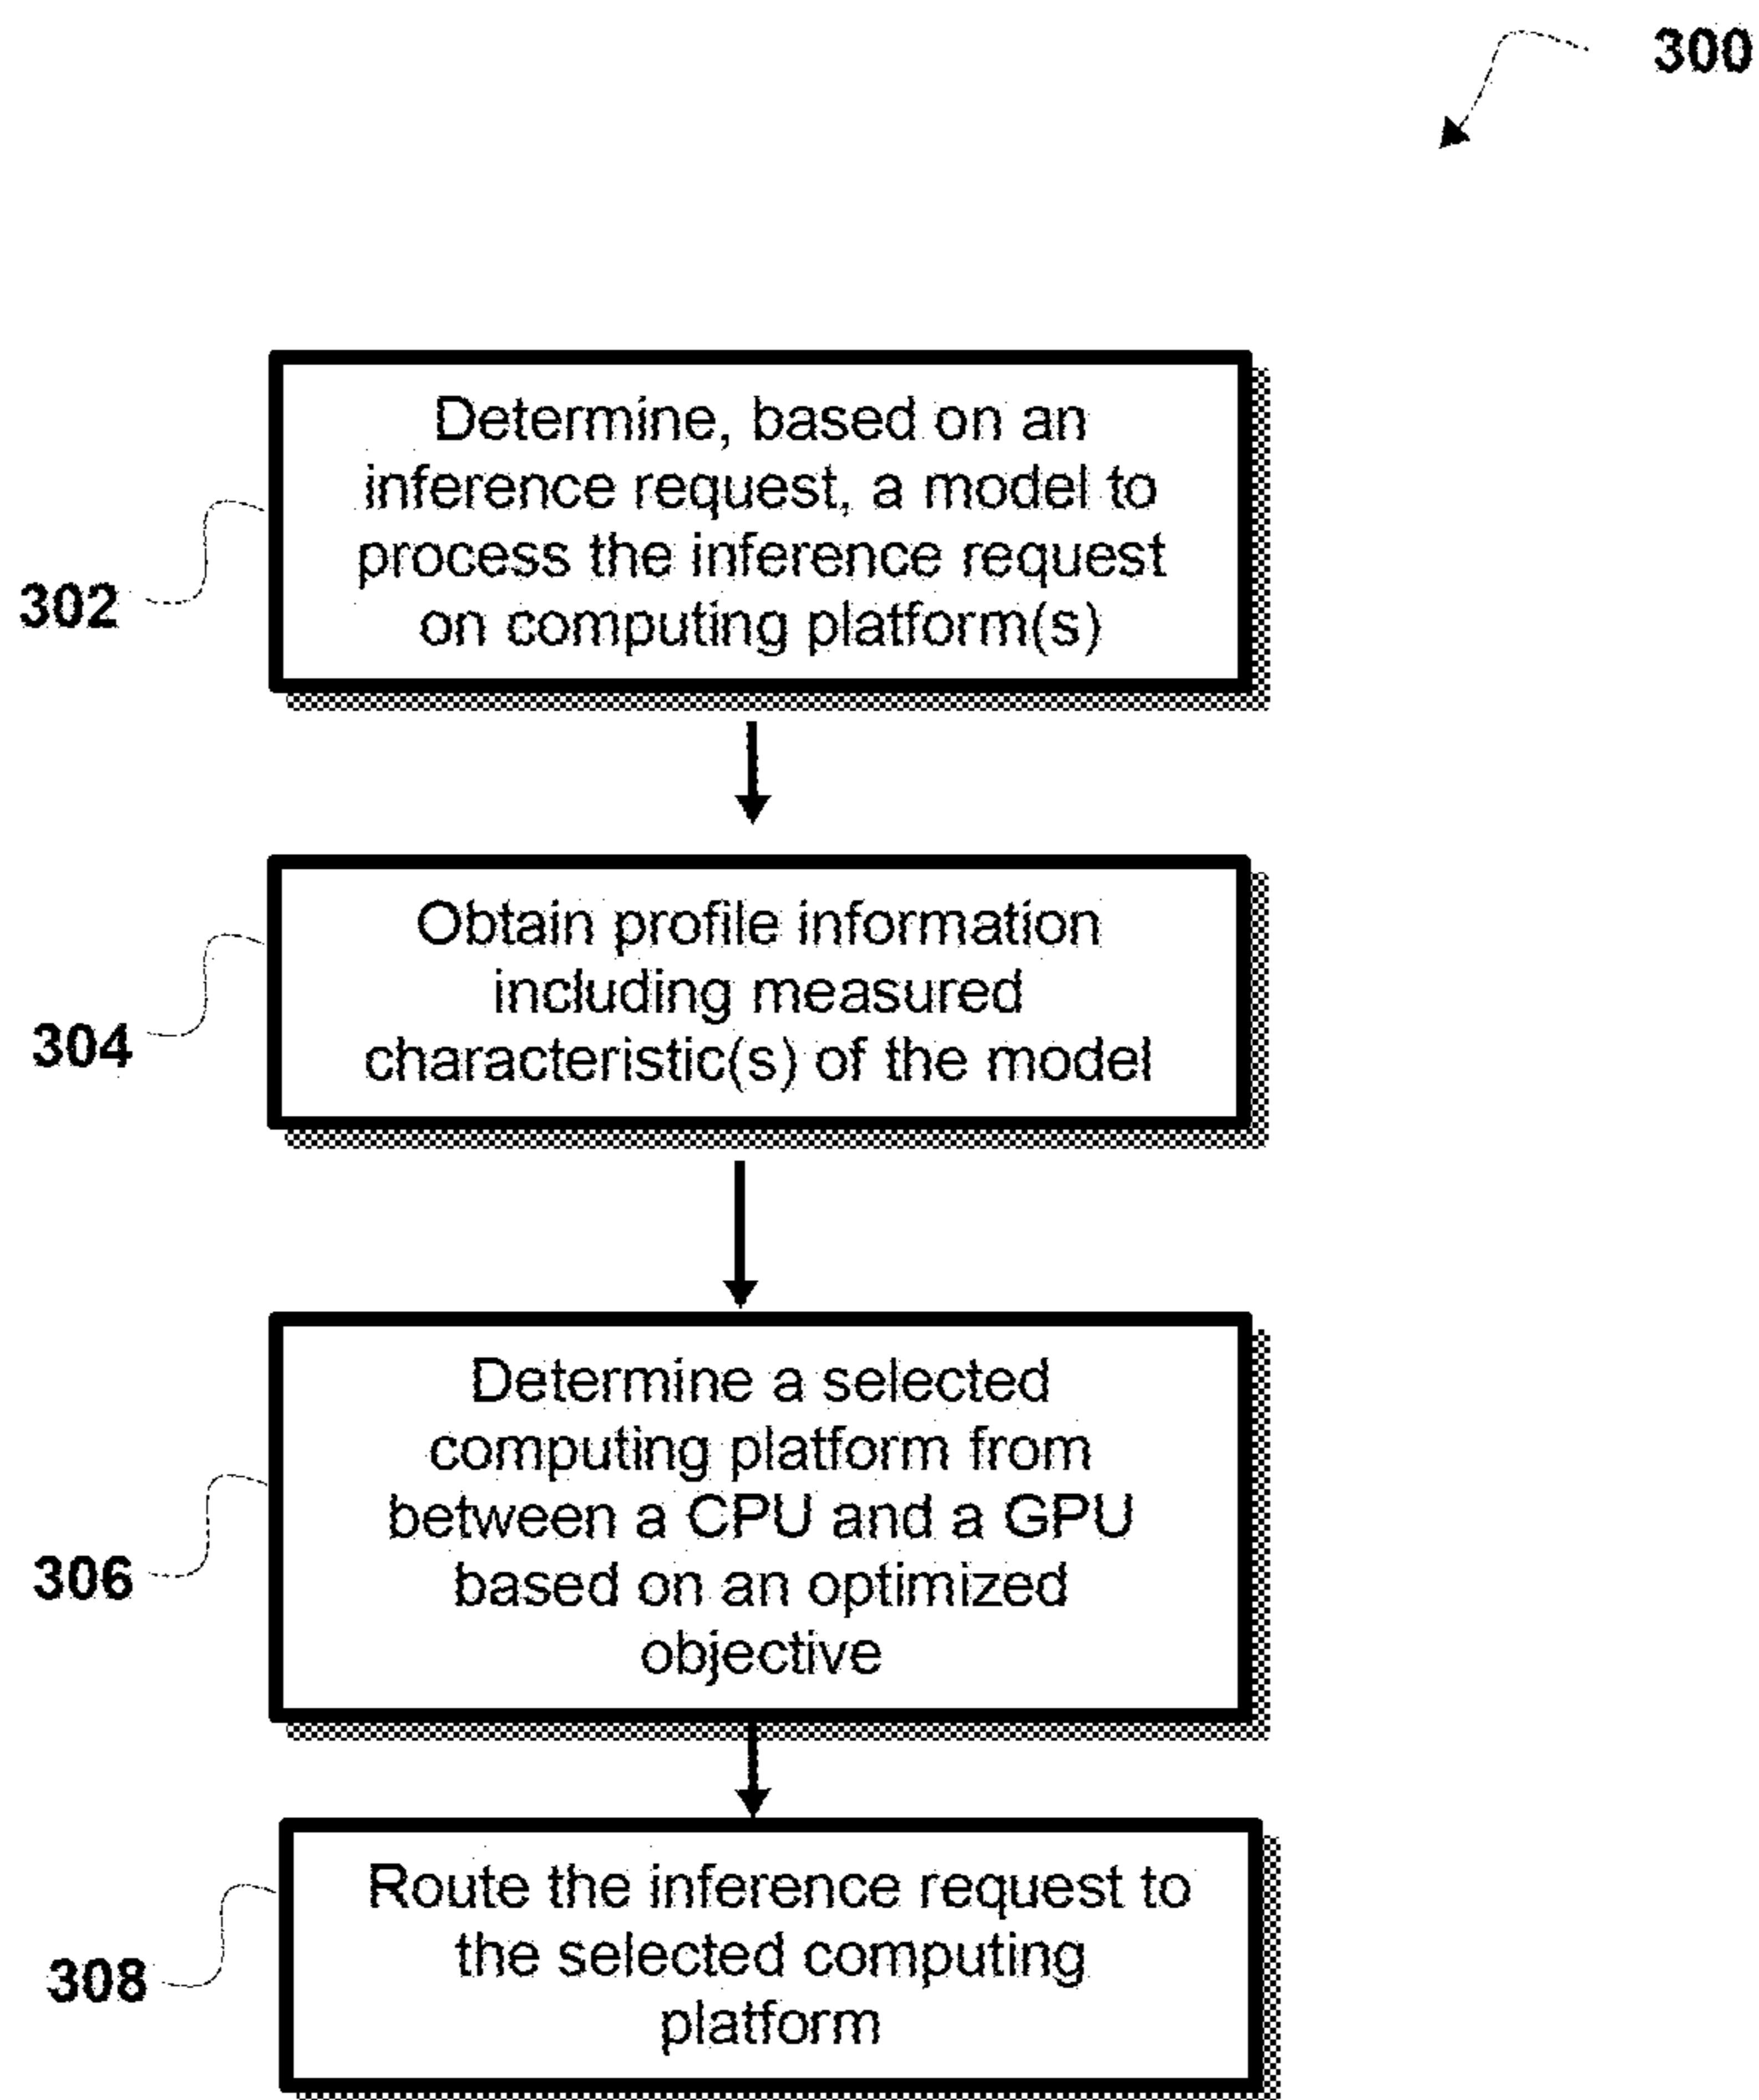 300
Determine, based on an
inference request, a model to
process the inference request
on computing platform(s)
302
Obtain profile information
including measured
characteristic(s) of the model
304
Determine a selected
computing platform from
between a CPU and a GPU
based on an optimized
objective
306
Route the inference request to
the selected computing
platform
308